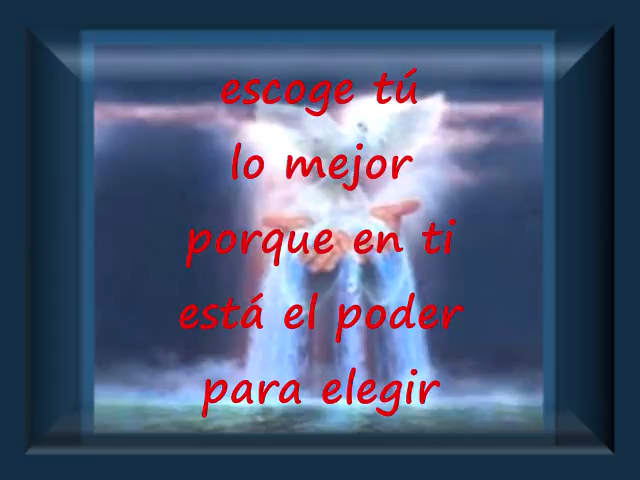 escoge tú
lo mejor
porque en ti
está el poder
para elegir